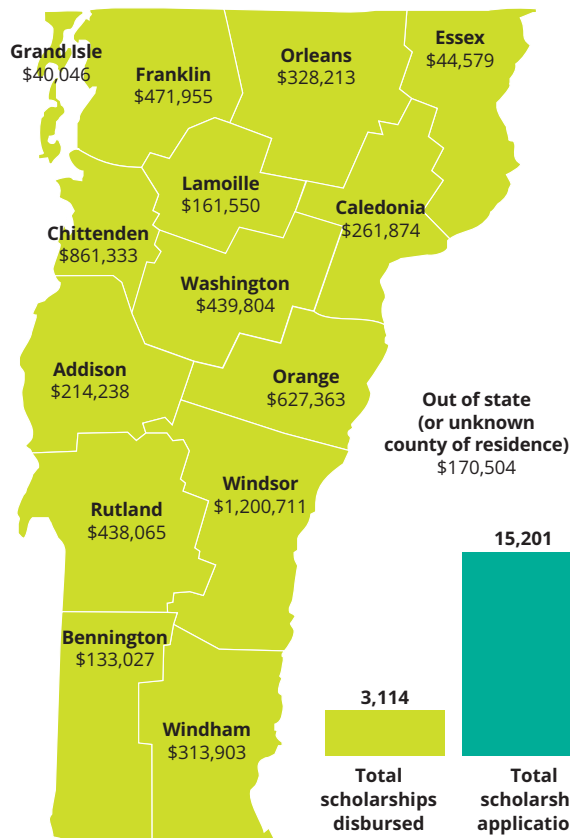 Grand Isle
$40,046
Franklin
$471,955
Orleans
$328,213
Essex
$44,579
Lamoille
$161,550
Caledonia
$261,874
Chittenden
$861,333
Washington
$439,804
Addison
$214,238
Orange
$627,363
Out of state
(or unknown
county of residence)
$170,504
Windsor
$1,200,711
Rutland
$438,065
Bennington
$133,027
Windham
$313,903
3,114
Total
scholarships
disbursed
15,201
Total
scholarsh
applicatio